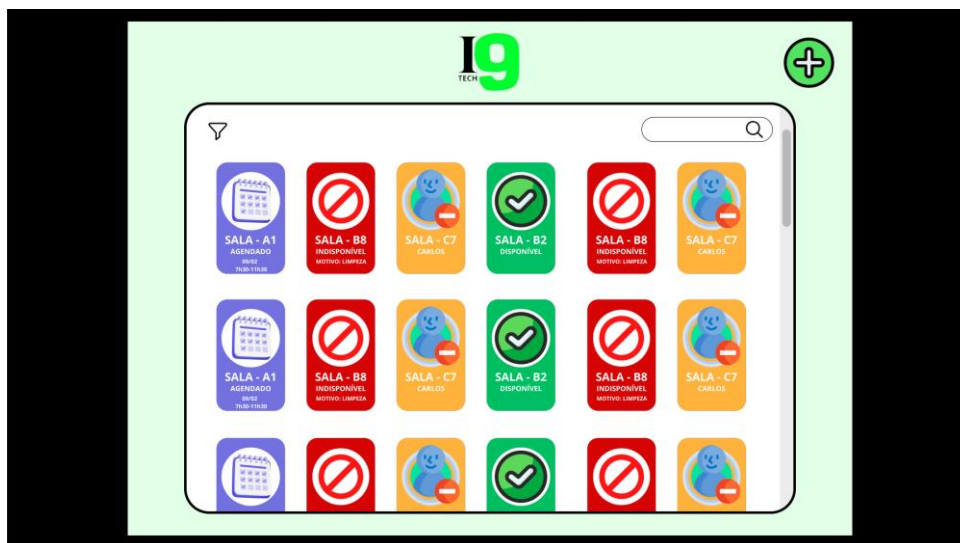 I9
TECH
SALA - A1
AGENDADO
09/02
7h30-11h30
SALA - B8
INDISPONÍVEL
MOTIVO: LIMPEZA
SALA - C7
CARLOS
SALA - B2
DISPONÍVEL
SALA - B8
INDISPONÍVEL
MOTIVO: LIMPEZA
SALA - C7
CARLOS
SALA - A1
AGENDADO
09/02
7h30-11h30
SALA - B8
INDISPONÍVEL
MOTIVO: LIMPEZA
SALA - C7
CARLOS
SALA - B2
DISPONÍVEL
SALA - B8
INDISPONÍVEL
MOTIVO: LIMPEZA
SALA - C7
CARLOS